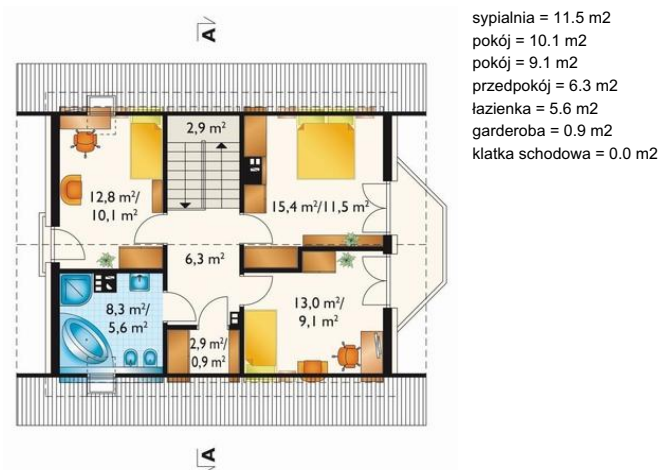 A
2,9 m²
12,8 m²/
10,1 m²
15,4 m²/11,5 m²
6,3 m²
8,3 m²/
5,6 m²
13,0 m²/
9,1 m²
2,9 m²/
0,9 m²
A
sypialnia = 11.5 m2
pokój = 10.1 m2
pokój = 9.1 m2
przedpokój = 6.3 m2
łazienka = 5.6 m2
garderoba = 0.9 m2
klatka schodowa = 0.0 m2